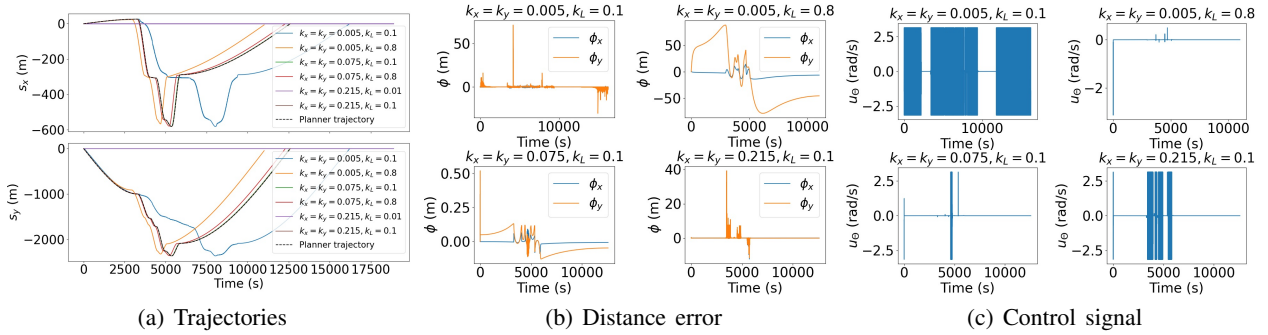 s_x (m)
0
−200
−400
−600
k_x = k_y = 0.005, k_L = 0.1
k_x = k_y = 0.005, k_L = 0.8
k_x = k_y = 0.075, k_L = 0.1
k_x = k_y = 0.075, k_L = 0.8
k_x = k_y = 0.215, k_L = 0.01
k_x = k_y = 0.215, k_L = 0.1
Planner trajectory
s_y (m)
0
−1000
−2000
k_x = k_y = 0.005, k_L = 0.1
k_x = k_y = 0.005, k_L = 0.8
k_x = k_y = 0.075, k_L = 0.1
k_x = k_y = 0.075, k_L = 0.8
k_x = k_y = 0.215, k_L = 0.01
k_x = k_y = 0.215, k_L = 0.1
Planner trajectory
0 2500 5000 7500 10000 12500 15000 17500
Time (s)
(a) Trajectories
k_x = k_y = 0.005, k_L = 0.1
ϕ (m)
50
0
ϕ_x
ϕ_y
0 10000
Time (s)
k_x = k_y = 0.005, k_L = 0.8
ϕ (m)
50
0
−50
ϕ_x
ϕ_y
0 5000 10000
Time (s)
k_x = k_y = 0.075, k_L = 0.1
ϕ (m)
0.50
0.25
0.00
ϕ_x
ϕ_y
0 5000 10000
Time (s)
k_x = k_y = 0.215, k_L = 0.1
ϕ (m)
40
20
0
ϕ_x
ϕ_y
0 5000 10000
Time (s)
(b) Distance error
k_x = k_y = 0.005, k_L = 0.1
u_Θ (rad/s)
2.5
0.0
−2.5
0 10000
Time (s)
k_x = k_y = 0.005, k_L = 0.8
u_Θ (rad/s)
0
−2
0 5000 10000
Time (s)
k_x = k_y = 0.075, k_L = 0.1
u_Θ (rad/s)
2.5
0.0
−2.5
0 5000 10000
Time (s)
k_x = k_y = 0.215, k_L = 0.1
u_Θ (rad/s)
2.5
0.0
−2.5
0 5000 10000
Time (s)
(c) Control signal